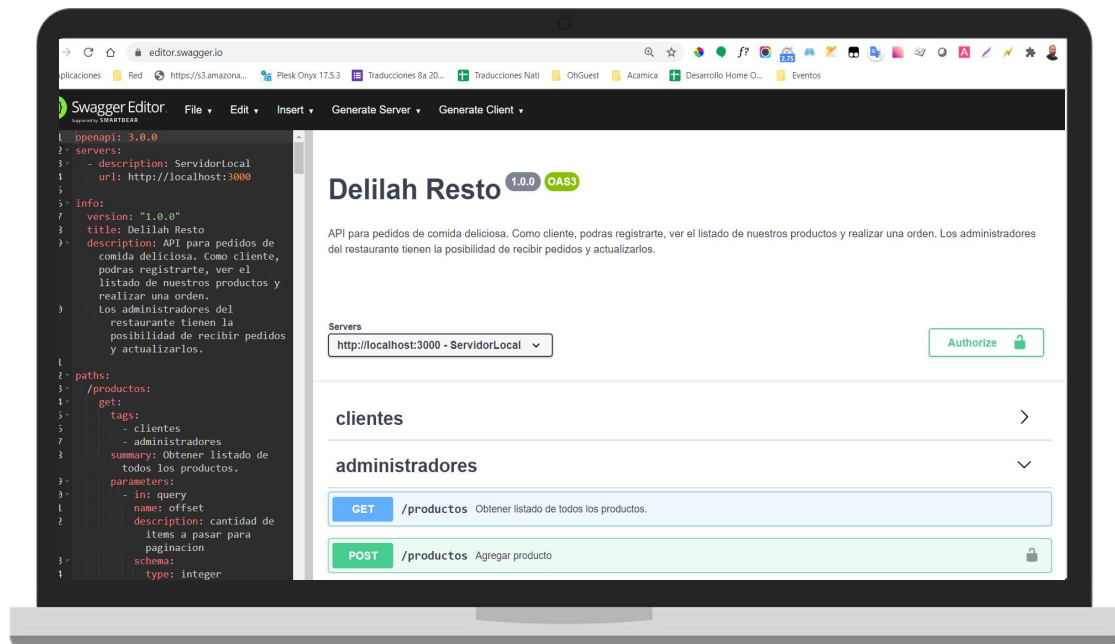 editor.swagger.io
2.75
plicaciones Red https://s3.amazona... Plesk Onyx 17.5.3 Traducciones 8a 20... Traducciones Nati OhGuest Acamica Desarrollo Home O... Eventos
Swagger Editor. File Edit Insert Generate Server Generate Client
Supported by SMARTBEAR
openapi: 3.0.0
servers:
- description: ServidorLocal
url: http://localhost:3000
info:
version: "1.0.0"
title: Delilah Resto
description: API para pedidos de
comida deliciosa. Como cliente,
podras registrarte, ver el
listado de nuestros productos y
realizar una orden.
Los administradores del
restaurante tienen la
posibilidad de recibir pedidos
y actualizarlos.
paths:
/productos:
get:
tags:
- clientes
- administradores
summary: Obtener listado de
todos los productos.
parameters:
- in: query
name: offset
description: cantidad de
items a pasar para
paginacion
schema:
type: integer
Delilah Resto 1.0.0 OAS3
API para pedidos de comida deliciosa. Como cliente, podras registrarte, ver el listado de nuestros productos y realizar una orden. Los administradores
del restaurante tienen la posibilidad de recibir pedidos y actualizarlos.
Servers
http://localhost:3000 - ServidorLocal
Authorize
clientes
administradores
GET /productos Obtener listado de todos los productos.
POST /productos Agregar producto